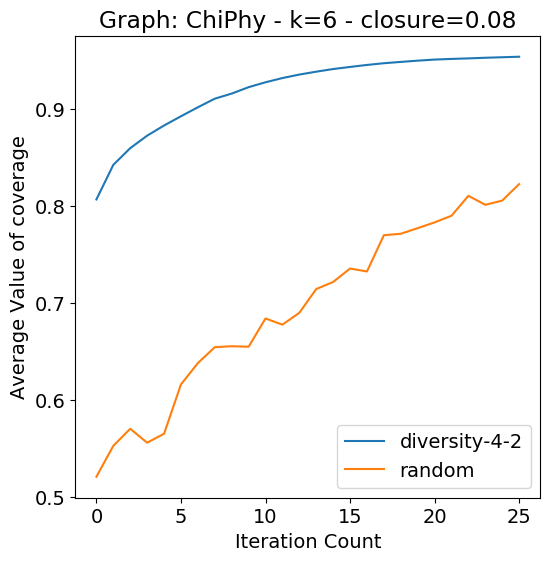 Graph: ChiPhy - k=6 - closure=0.08
Average Value of coverage
0.9
0.8
0.7
0.6
0.5
0 5 10 15 20 25
Iteration Count
diversity-4-2
random